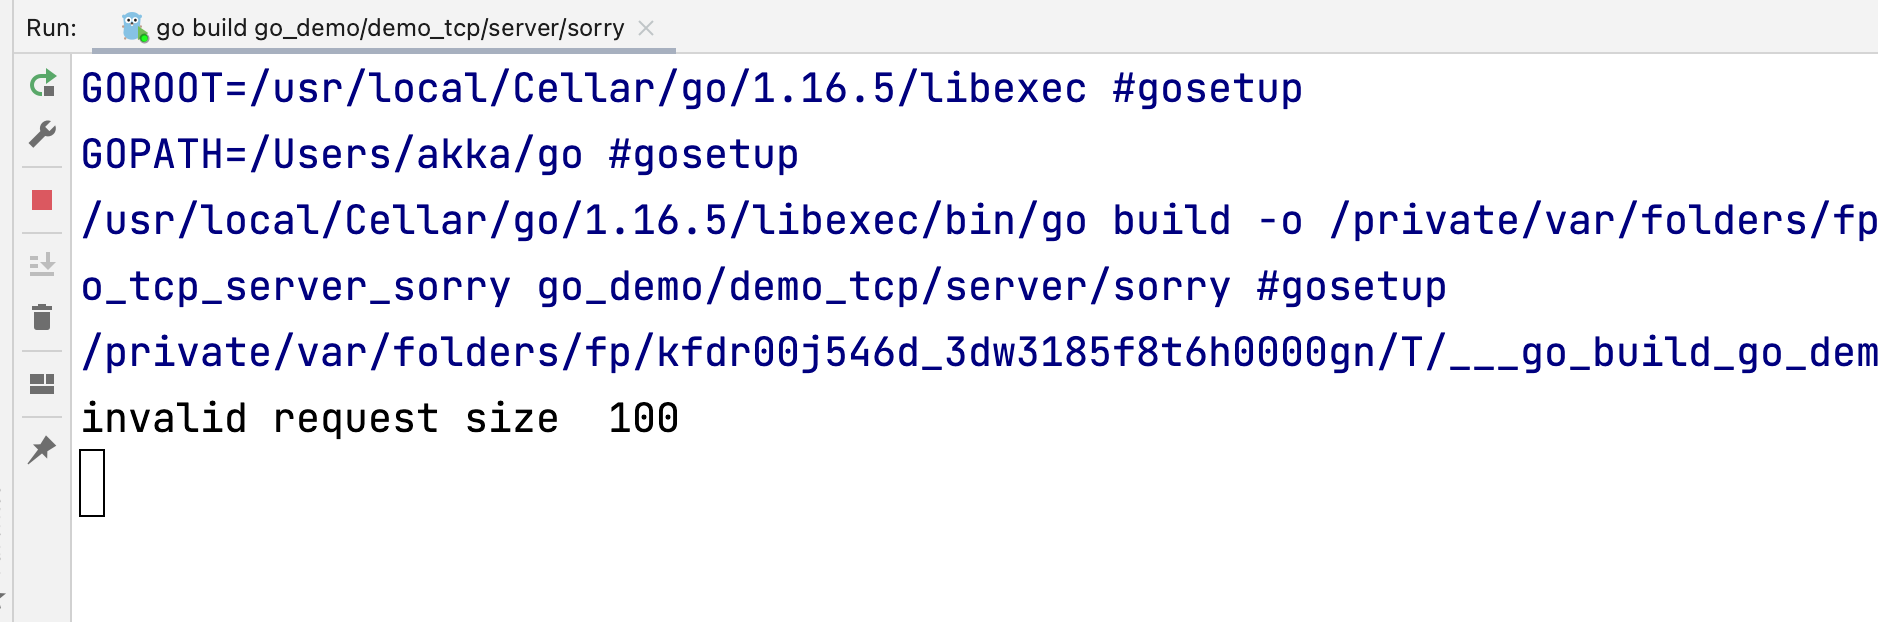 Run: go build go_demo/demo_tcp/server/sorry
GOROOT=/usr/local/Cellar/go/1.16.5/libexec #gosetup
GOPATH=/Users/akka/go #gosetup
/usr/local/Cellar/go/1.16.5/libexec/bin/go build -o /private/var/folders/fp
o_tcp_server_sorry go_demo/demo_tcp/server/sorry #gosetup
/private/var/folders/fp/kfdr00j546d_3dw3185f8t6h0000gn/T/___go_build_go_dem
invalid request size  100